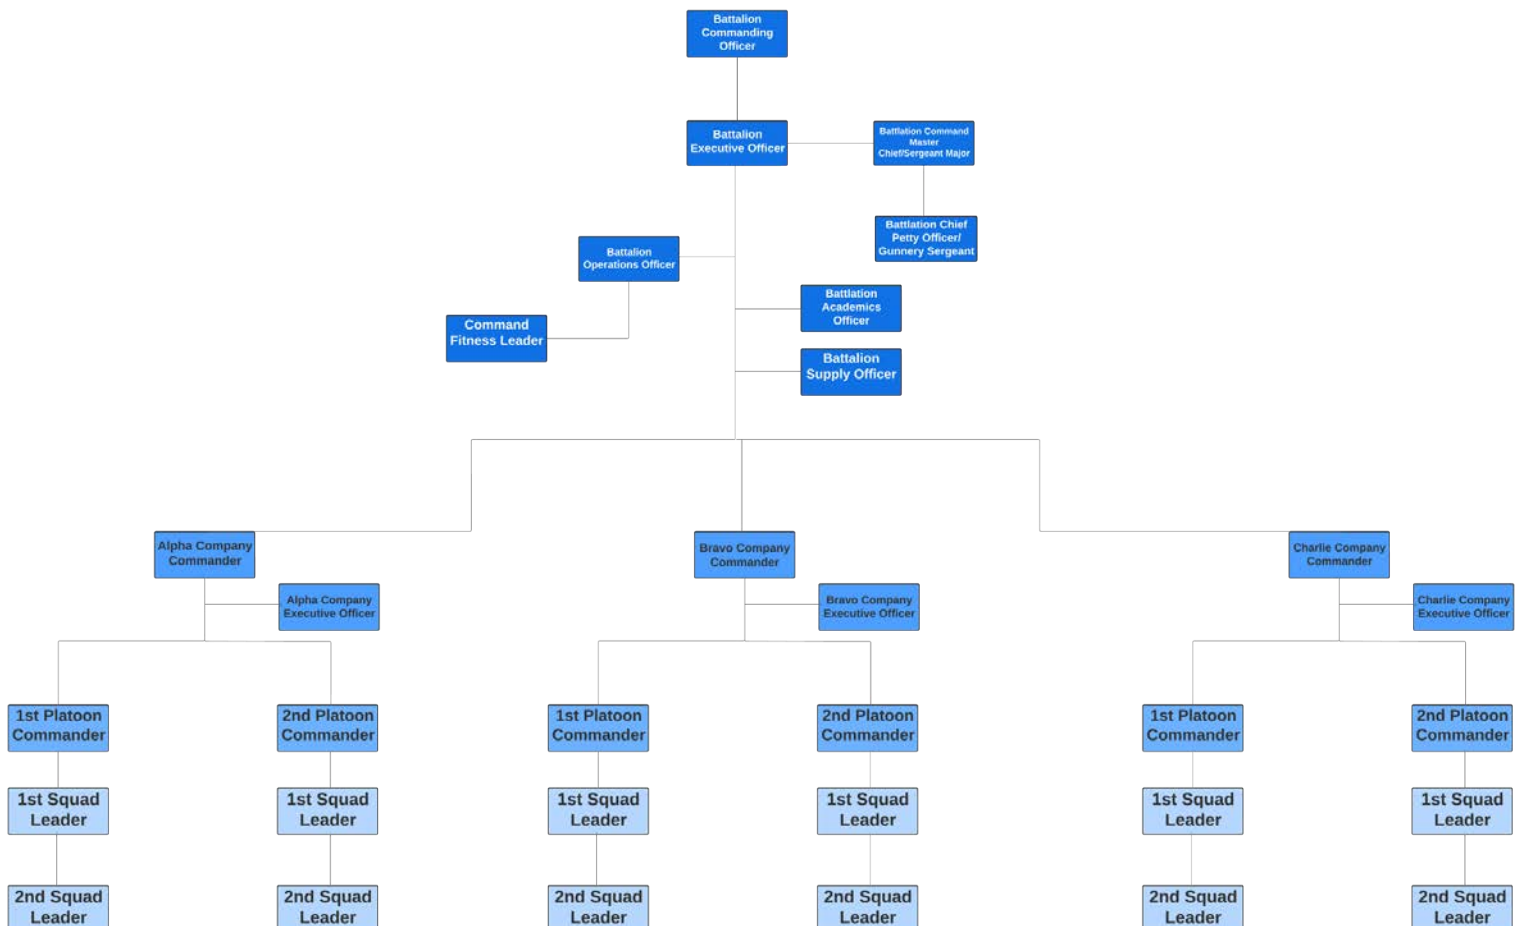 Battalion
Commanding
Officer
Battalion
Executive Officer
Battlation Command
Master
Chief/Sergeant Major
Battlation Chief
Petty Officer/
Gunnery Sergeant
Battalion
Operations Officer
Command
Fitness Leader
Battlation
Academics
Officer
Battalion
Supply Officer
Alpha Company
Commander
Alpha Company
Executive Officer
Bravo Company
Commander
Bravo Company
Executive Officer
Charlie Company
Commander
Charlie Company
Executive Officer
1st Platoon
Commander
2nd Platoon
Commander
1st Platoon
Commander
2nd Platoon
Commander
1st Platoon
Commander
2nd Platoon
Commander
1st Squad
Leader
1st Squad
Leader
1st Squad
Leader
1st Squad
Leader
1st Squad
Leader
1st Squad
Leader
2nd Squad
Leader
2nd Squad
Leader
2nd Squad
Leader
2nd Squad
Leader
2nd Squad
Leader
2nd Squad
Leader